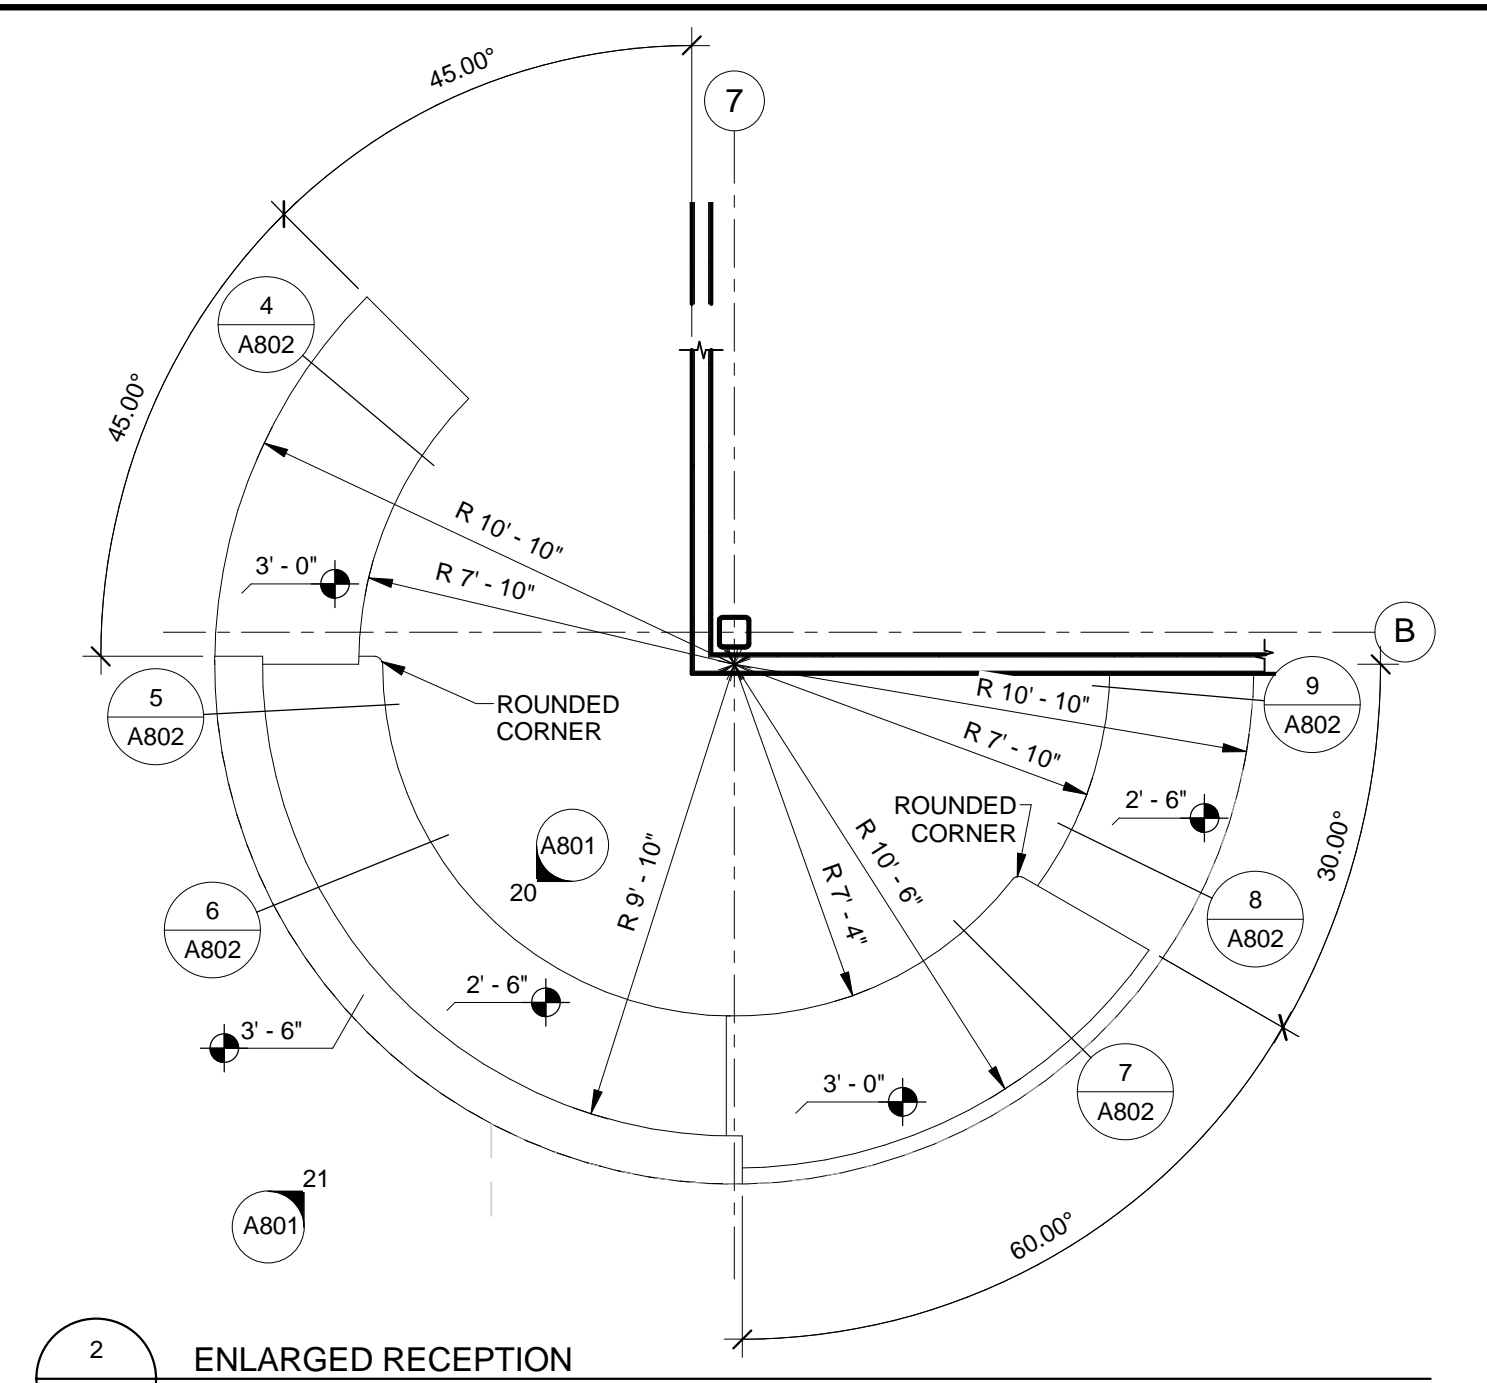 45.00°
7
4
A802
45.00°
R 10' - 10"
3' - 0"
R 7' - 10"
B
5
A802
ROUNDED
CORNER
R 10' - 10"
9
A802
R 7' - 10"
2' - 6"
ROUNDED
CORNER
A801
20
R 9' - 10"
R 10' - 6"
R 7' - 4"
30.00°
6
A802
8
A802
2' - 6"
3' - 6"
3' - 0"
7
A802
21
A801
60.00°
2
ENLARGED RECEPTION